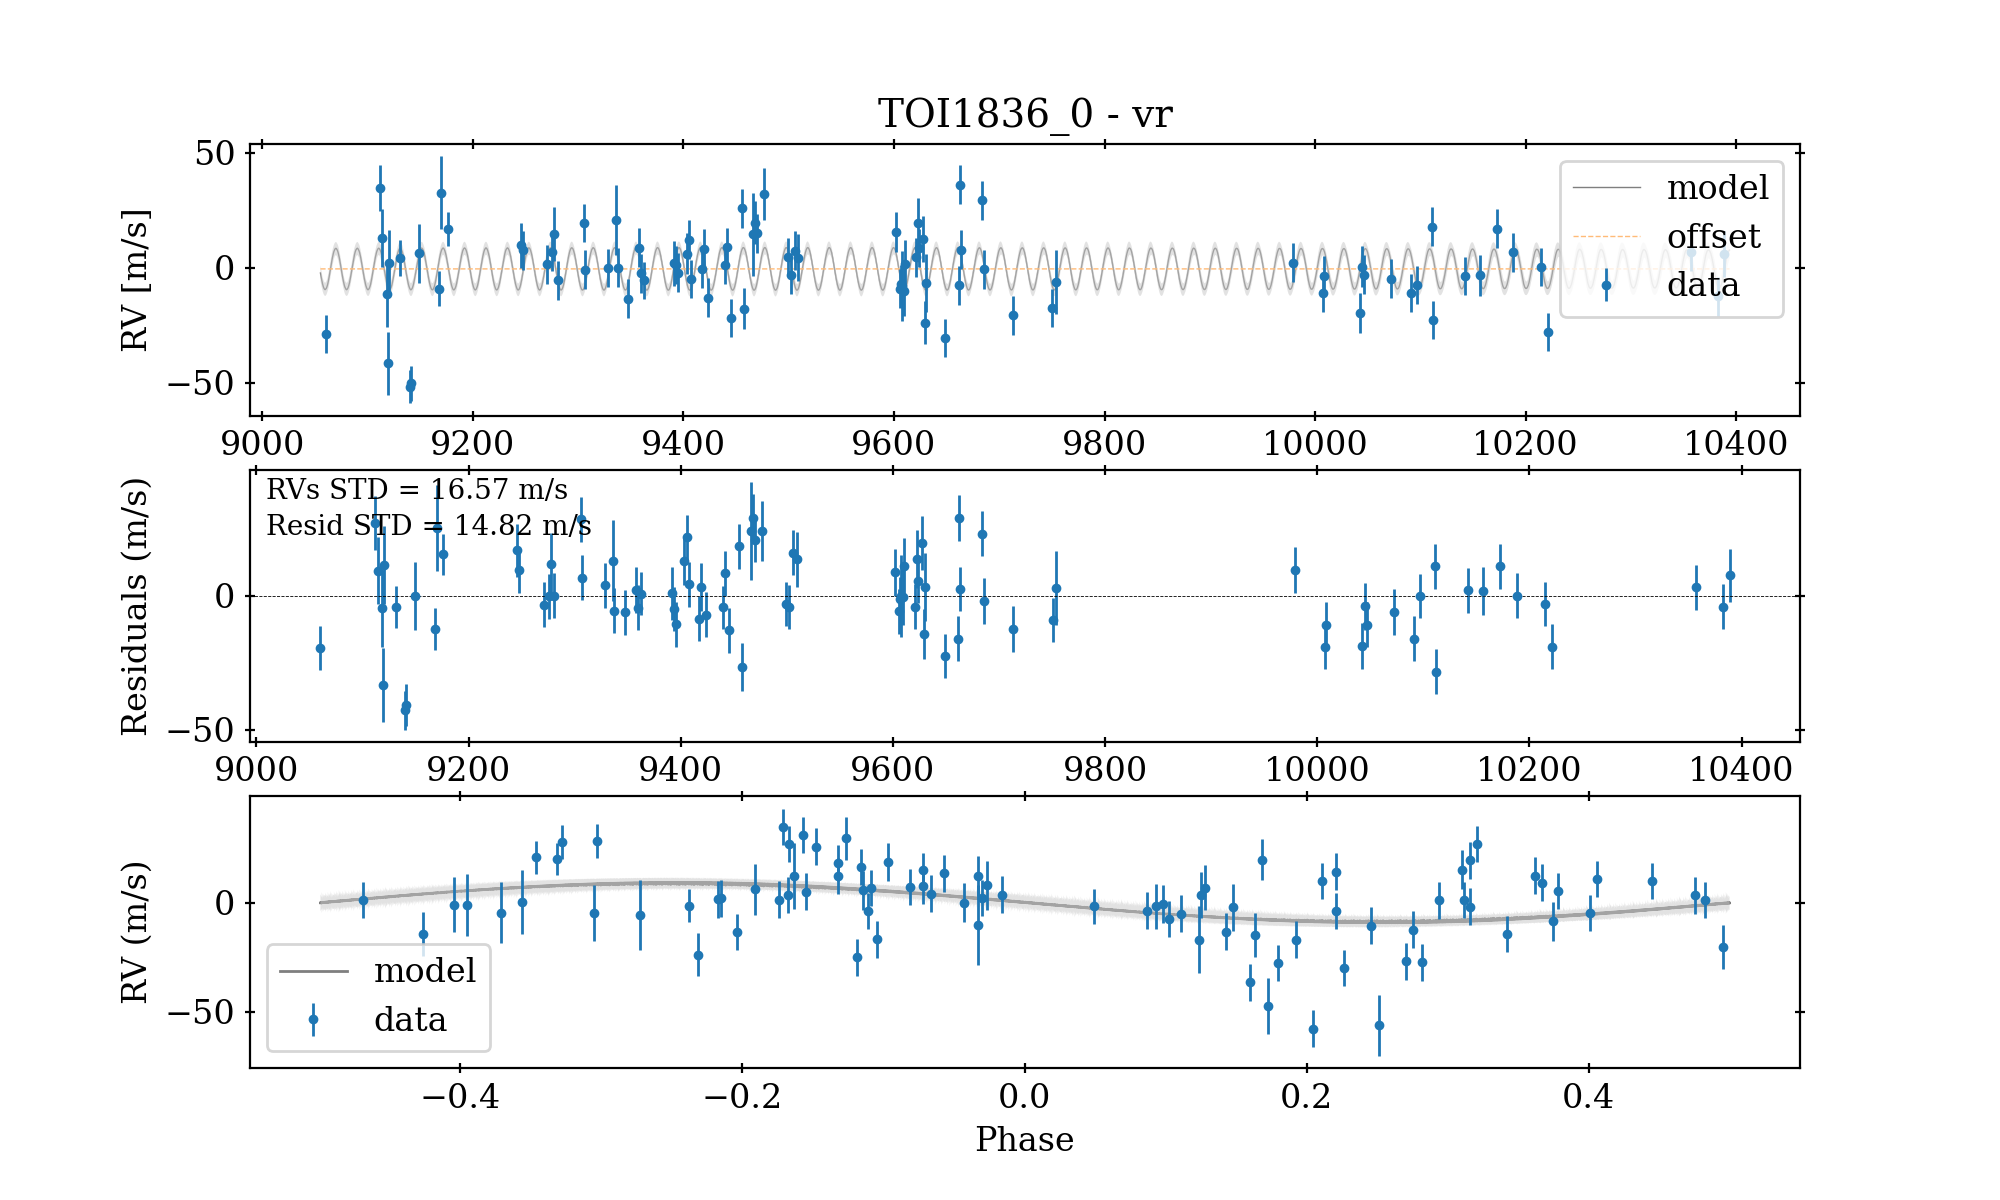 TOI1836_0 - vr
RV [m/s]
50
0
−50
model
offset
data
9000 9200 9400 9600 9800 10000 10200 10400
Residuals (m/s)
RVs STD = 16.57 m/s
Resid STD = 14.82 m/s
0
−50
9000 9200 9400 9600 9800 10000 10200 10400
RV (m/s)
0
−50
model
data
−0.4 −0.2 0.0 0.2 0.4
Phase